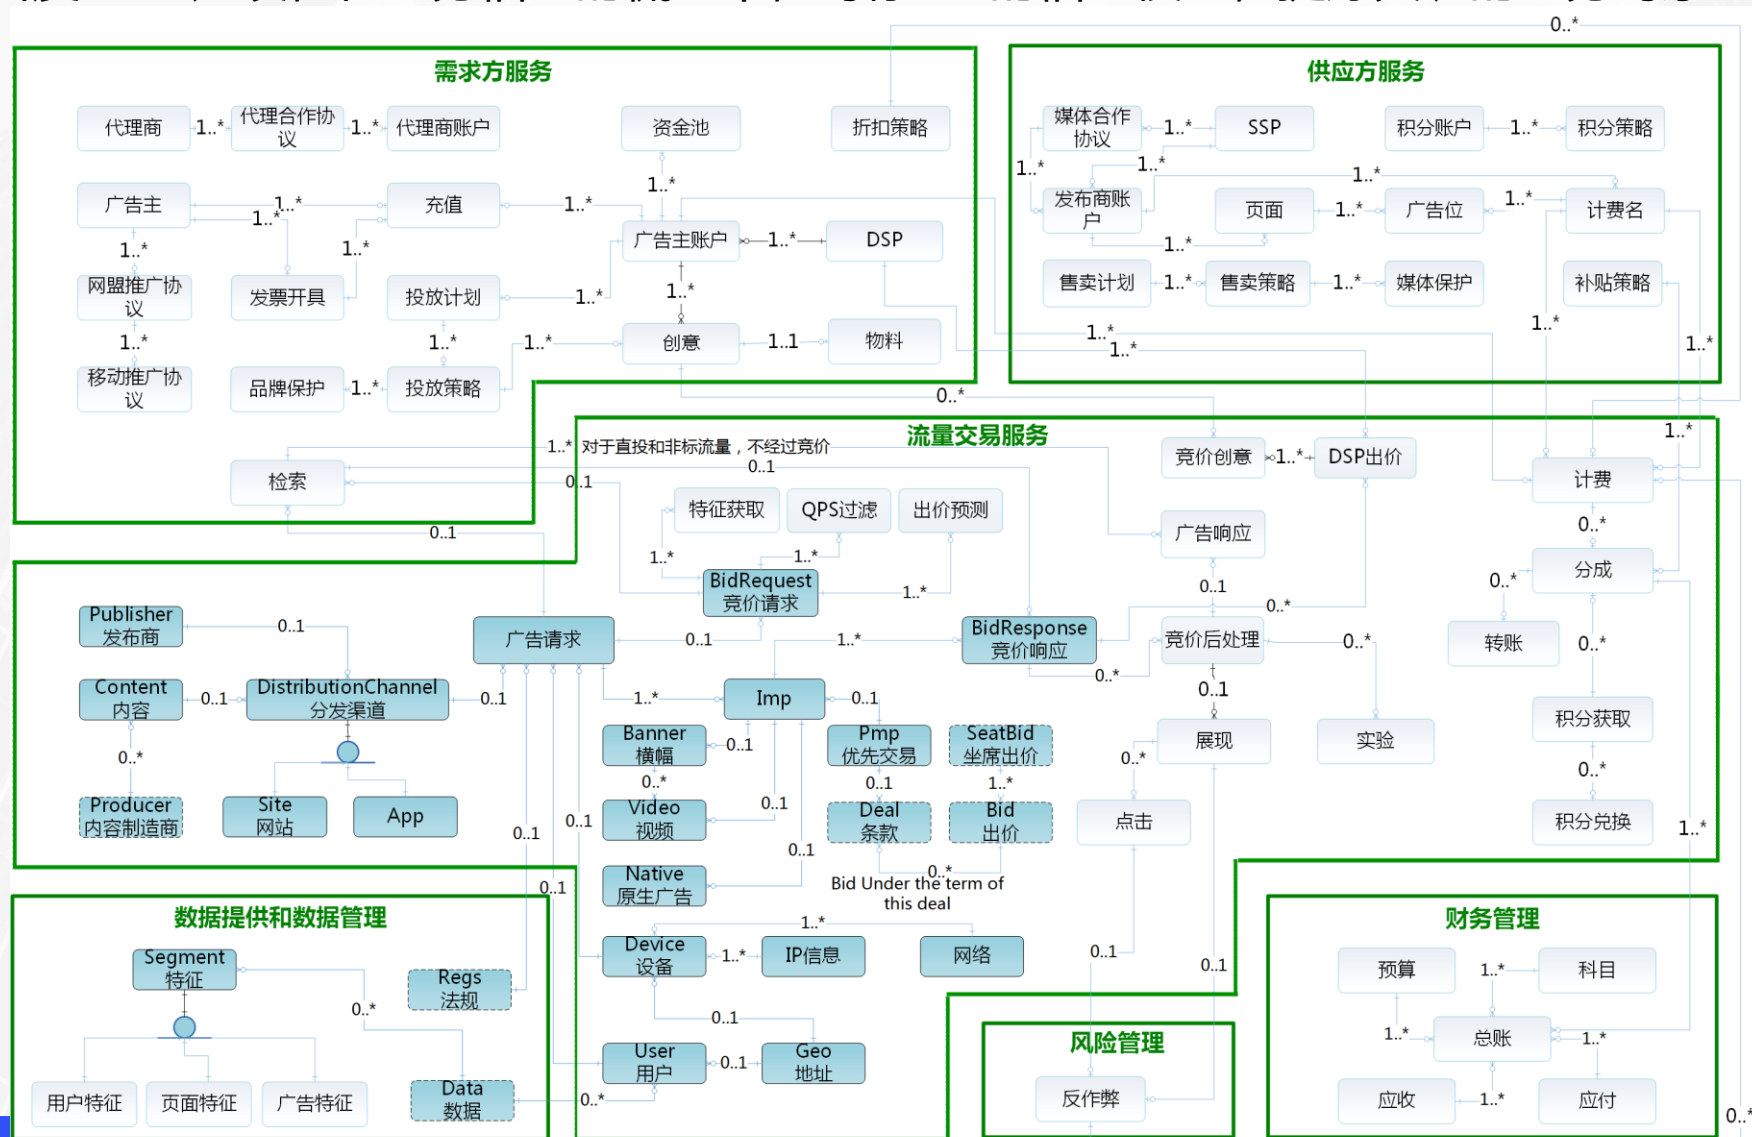 0..*
需求方服务
供应方服务
代理商
1..*
代理合作协
议
1..*
代理商账户
资金池
折扣策略
媒体合作
协议
1..*
SSP
积分账户
1..*
积分策略
1..*
1..*
1..*
1..*
广告主
1..*
1..*
充值
1..*
发布商账
户
页面
1..*
广告位
1..*
计费名
1..*
1..*
广告主账户
1..*
DSP
1..*
网盟推广协
议
发票开具
投放计划
1..*
1..*
售卖计划
1..*
售卖策略
1..*
媒体保护
补贴策略
1..*
1..*
1..*
创意
1..1
物料
1..*
1..*
1..*
1..*
移动推广协
议
品牌保护
1..*
投放策略
0..*
1..*
流量交易服务
1..*
对于直投和非标流量，不经过竞价
0..1
竞价创意
1..*
DSP出价
检索
0..1
计费
特征获取
QPS过滤
出价预测
0..1
广告响应
0..*
1..*
1..*
BidRequest
竞价请求
1..*
0..1
0..*
分成
0..*
Publisher
发布商
0..1
广告请求
0..1
1..*
BidResponse
竞价响应
竞价后处理
0..*
转账
0..*
0..*
Content
内容
0..1
DistributionChannel
分发渠道
0..1
1..*
Imp
0..1
0..1
积分获取
Banner
横幅
0..1
Pmp
优先交易
SeatBid
坐席出价
展现
实验
0..*
0..*
0..1
1..*
0..*
0..*
Producer
内容制造商
Site
网站
App
Video
视频
0..1
Deal
条款
Bid
出价
点击
积分兑换
0..1
0..1
1..*
0..1
0..*
Native
原生广告
Bid Under the term of
this deal
0..1
数据提供和数据管理
财务管理
1..*
Segment
特征
Device
设备
1..*
IP信息
网络
0..1
0..1
预算
1..*
科目
Regs
法规
0..*
0..1
风险管理
1..*
总账
1..*
User
用户
0..1
Geo
地址
用户特征
页面特征
广告特征
Data
数据
0..*
反作弊
应收
1..*
应付
0..*